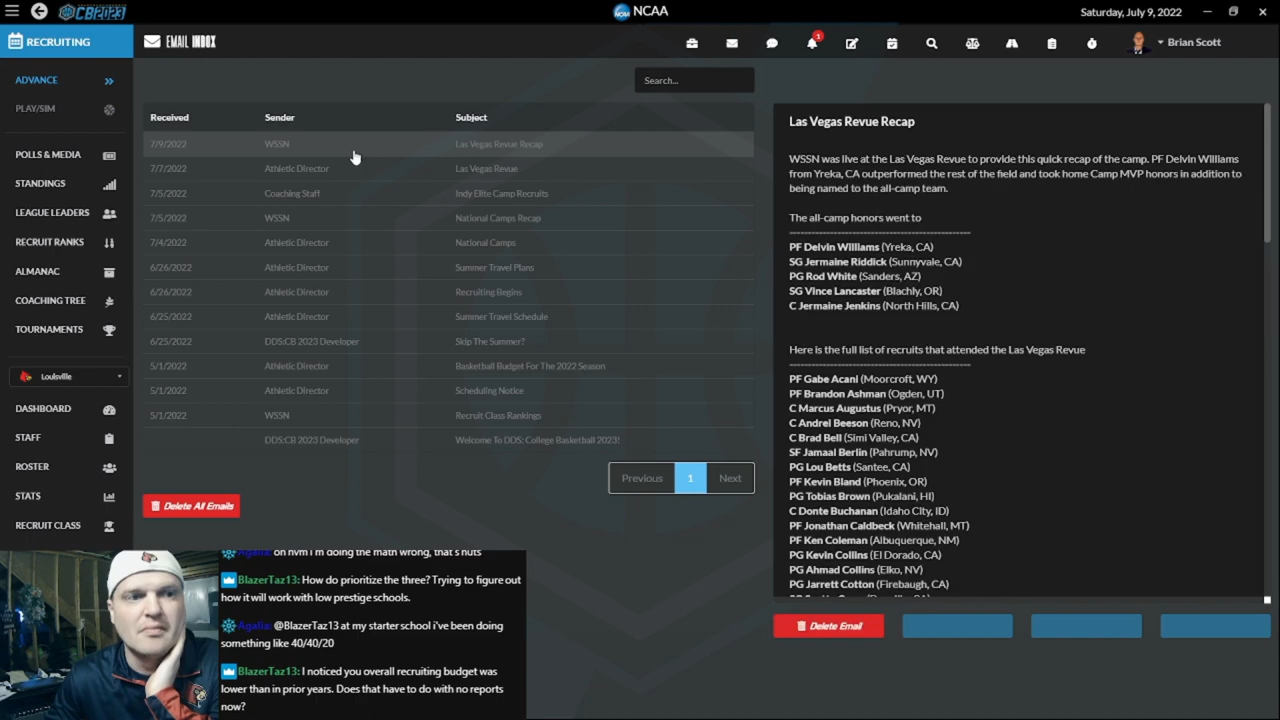 CB2023
NCAA
Saturday, July 9, 2022
RECRUITING
EMAIL INBOX
1
Brian Scott
ADVANCE
PLAY/SIM
POLLS & MEDIA
STANDINGS
LEAGUE LEADERS
RECRUIT RANKS
ALMANAC
COACHING TREE
TOURNAMENTS
Louisville
DASHBOARD
STAFF
ROSTER
STATS
RECRUIT CLASS
Search...
Received Sender Subject
7/9/2022 WSSN Las Vegas Revue Recap
7/7/2022 Athletic Director Las Vegas Revue
7/5/2022 Coaching Staff Indy Elite Camp Recruits
7/5/2022 WSSN National Camps Recap
7/4/2022 Athletic Director National Camps
6/26/2022 Athletic Director Summer Travel Plans
6/26/2022 Athletic Director Recruiting Begins
6/25/2022 Athletic Director Summer Travel Schedule
6/25/2022 DDS:CB 2023 Developer Skip The Summer?
5/1/2022 Athletic Director Basketball Budget For The 2022 Season
5/1/2022 Athletic Director Scheduling Notice
5/1/2022 WSSN Recruit Class Rankings
DDS:CB 2023 Developer Welcome To DDS: College Basketball 2023!
Previous 1 Next
Delete All Emails
Las Vegas Revue Recap
WSSN was live at the Las Vegas Revue to provide this quick recap of the camp. PF Delvin Williams
from Yreka, CA outperformed the rest of the field and took home Camp MVP honors in addition to
being named to the all-camp team.
The all-camp honors went to
PF Delvin Williams (Yreka, CA)
SG Jermaine Riddick (Sunnyvale, CA)
PG Rod White (Sanders, AZ)
SG Vince Lancaster (Blachly, OR)
C Jermaine Jenkins (North Hills, CA)
Here is the full list of recruits that attended the Las Vegas Revue
PF Gabe Acani (Moorcroft, WY)
PF Brandon Ashman (Ogden, UT)
C Marcus Augustus (Pryor, MT)
C Andrel Beeson (Reno, NV)
C Brad Bell (Simi Valley, CA)
SF Jamaal Berlin (Pahrump, NV)
PG Lou Betts (Santee, CA)
PF Kevin Bland (Phoenix, OR)
PG Tobias Brown (Pukalani, HI)
C Donte Buchanan (Idaho City, ID)
PF Jonathan Caldbeck (Whitehall, MT)
PF Ken Coleman (Albuquerque, NM)
PG Kevin Collins (El Dorado, CA)
PG Ahmad Collins (Elko, NV)
PG Jarrett Cotton (Firebaugh, CA)
Delete Email
Agalix: oh nvm i'm doing the math wrong, that's nuts
BlazerTaz13: How do prioritize the three? Trying to figure out
how it will work with low prestige schools.
@BlazerTaz13 at my starter school i've been doing
something like 40/40/20
BlazerTaz13: I noticed you overall recruiting budget was
lower than in prior years. Does that have to do with no reports
now?